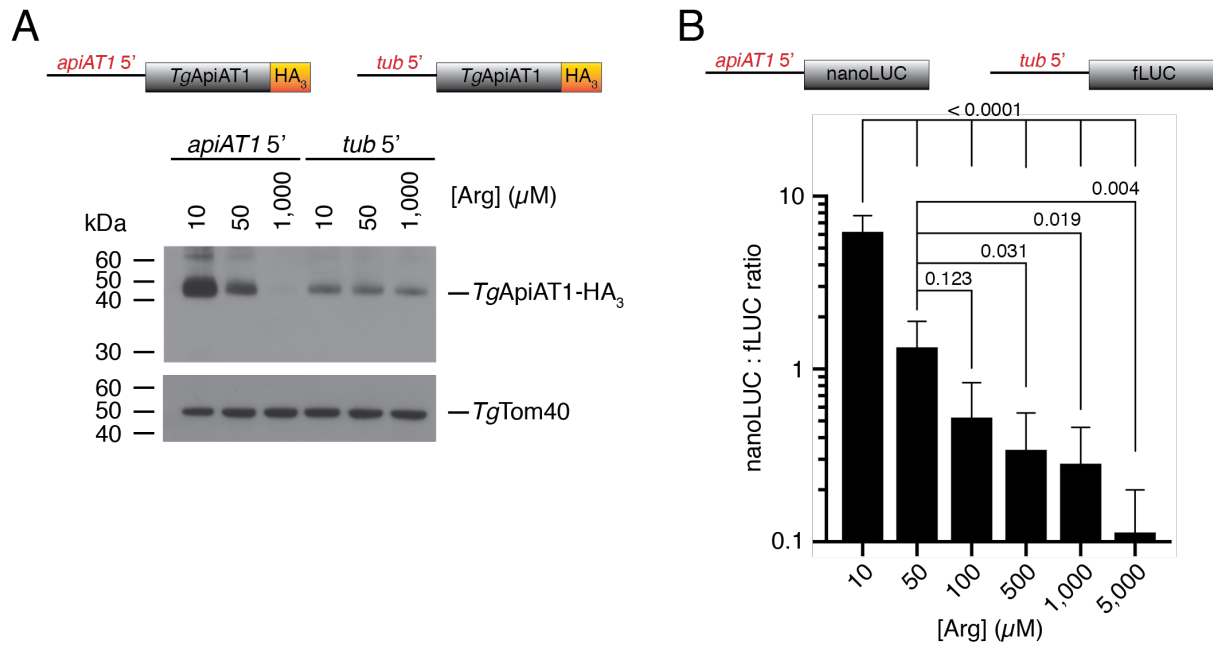 A
apiAT1 5’
TgApiAT1
HA3
tub 5’
TgApiAT1
HA3
apiAT1 5’
tub 5’
10
50
1,000
10
50
1,000
[Arg] (µM)
kDa
60
50
40
30
TgApiAT1-HA3
60
50
40
TgTom40
B
apiAT1 5’
nanoLUC
tub 5’
fLUC
< 0.0001
0.004
0.019
0.031
0.123
nanoLUC : fLUC ratio
10
1
0.1
10
50
100
500
1,000
5,000
[Arg] (µM)